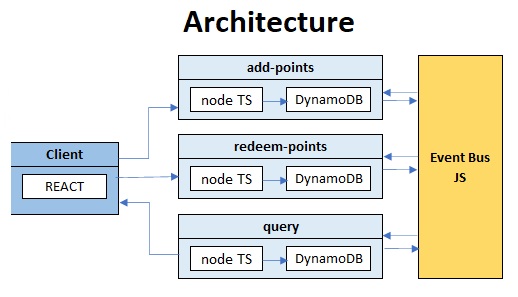 Architecture
add-points
node TS
DynamoDB
Client
REACT
redeem-points
node TS
DynamoDB
Event Bus
JS
query
node TS
DynamoDB